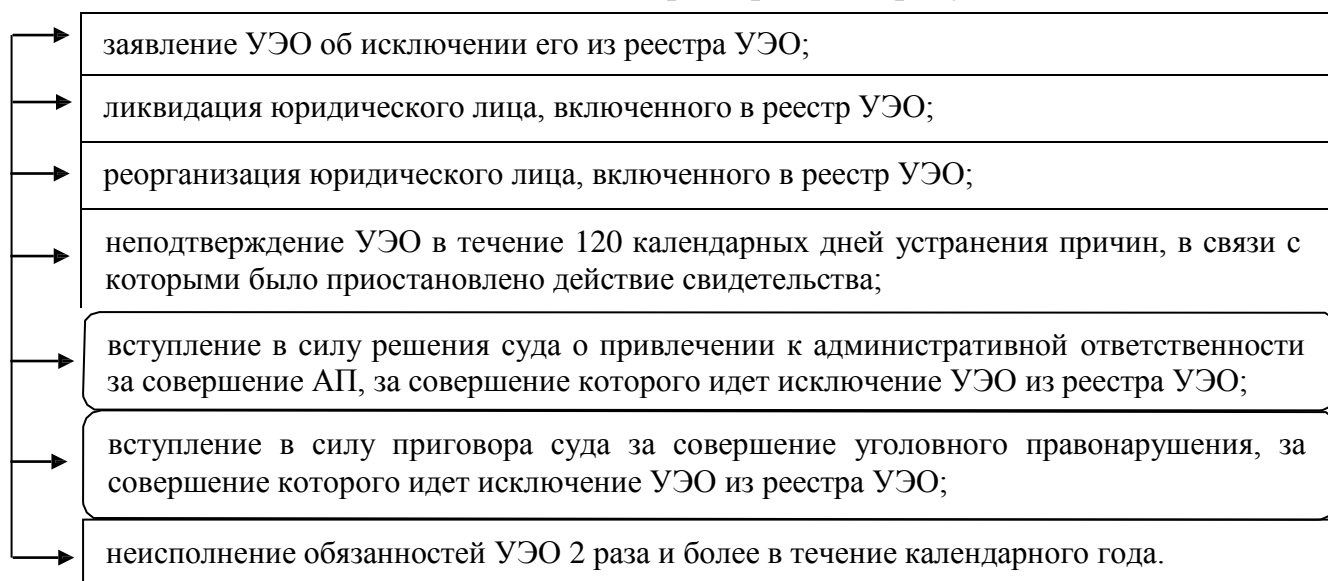 заявление УЭО об исключении его из реестра УЭО;
ликвидация юридического лица, включенного в реестр УЭО;
реорганизация юридического лица, включенного в реестр УЭО;
неподтверждение УЭО в течение 120 календарных дней устранения причин, в связи с
которыми было приостановлено действие свидетельства;
вступление в силу решения суда о привлечении к административной ответственности
за совершение АП, за совершение которого идет исключение УЭО из реестра УЭО;
вступление в силу приговора суда за совершение уголовного правонарушения, за
совершение которого идет исключение УЭО из реестра УЭО;
неисполнение обязанностей УЭО 2 раза и более в течение календарного года.